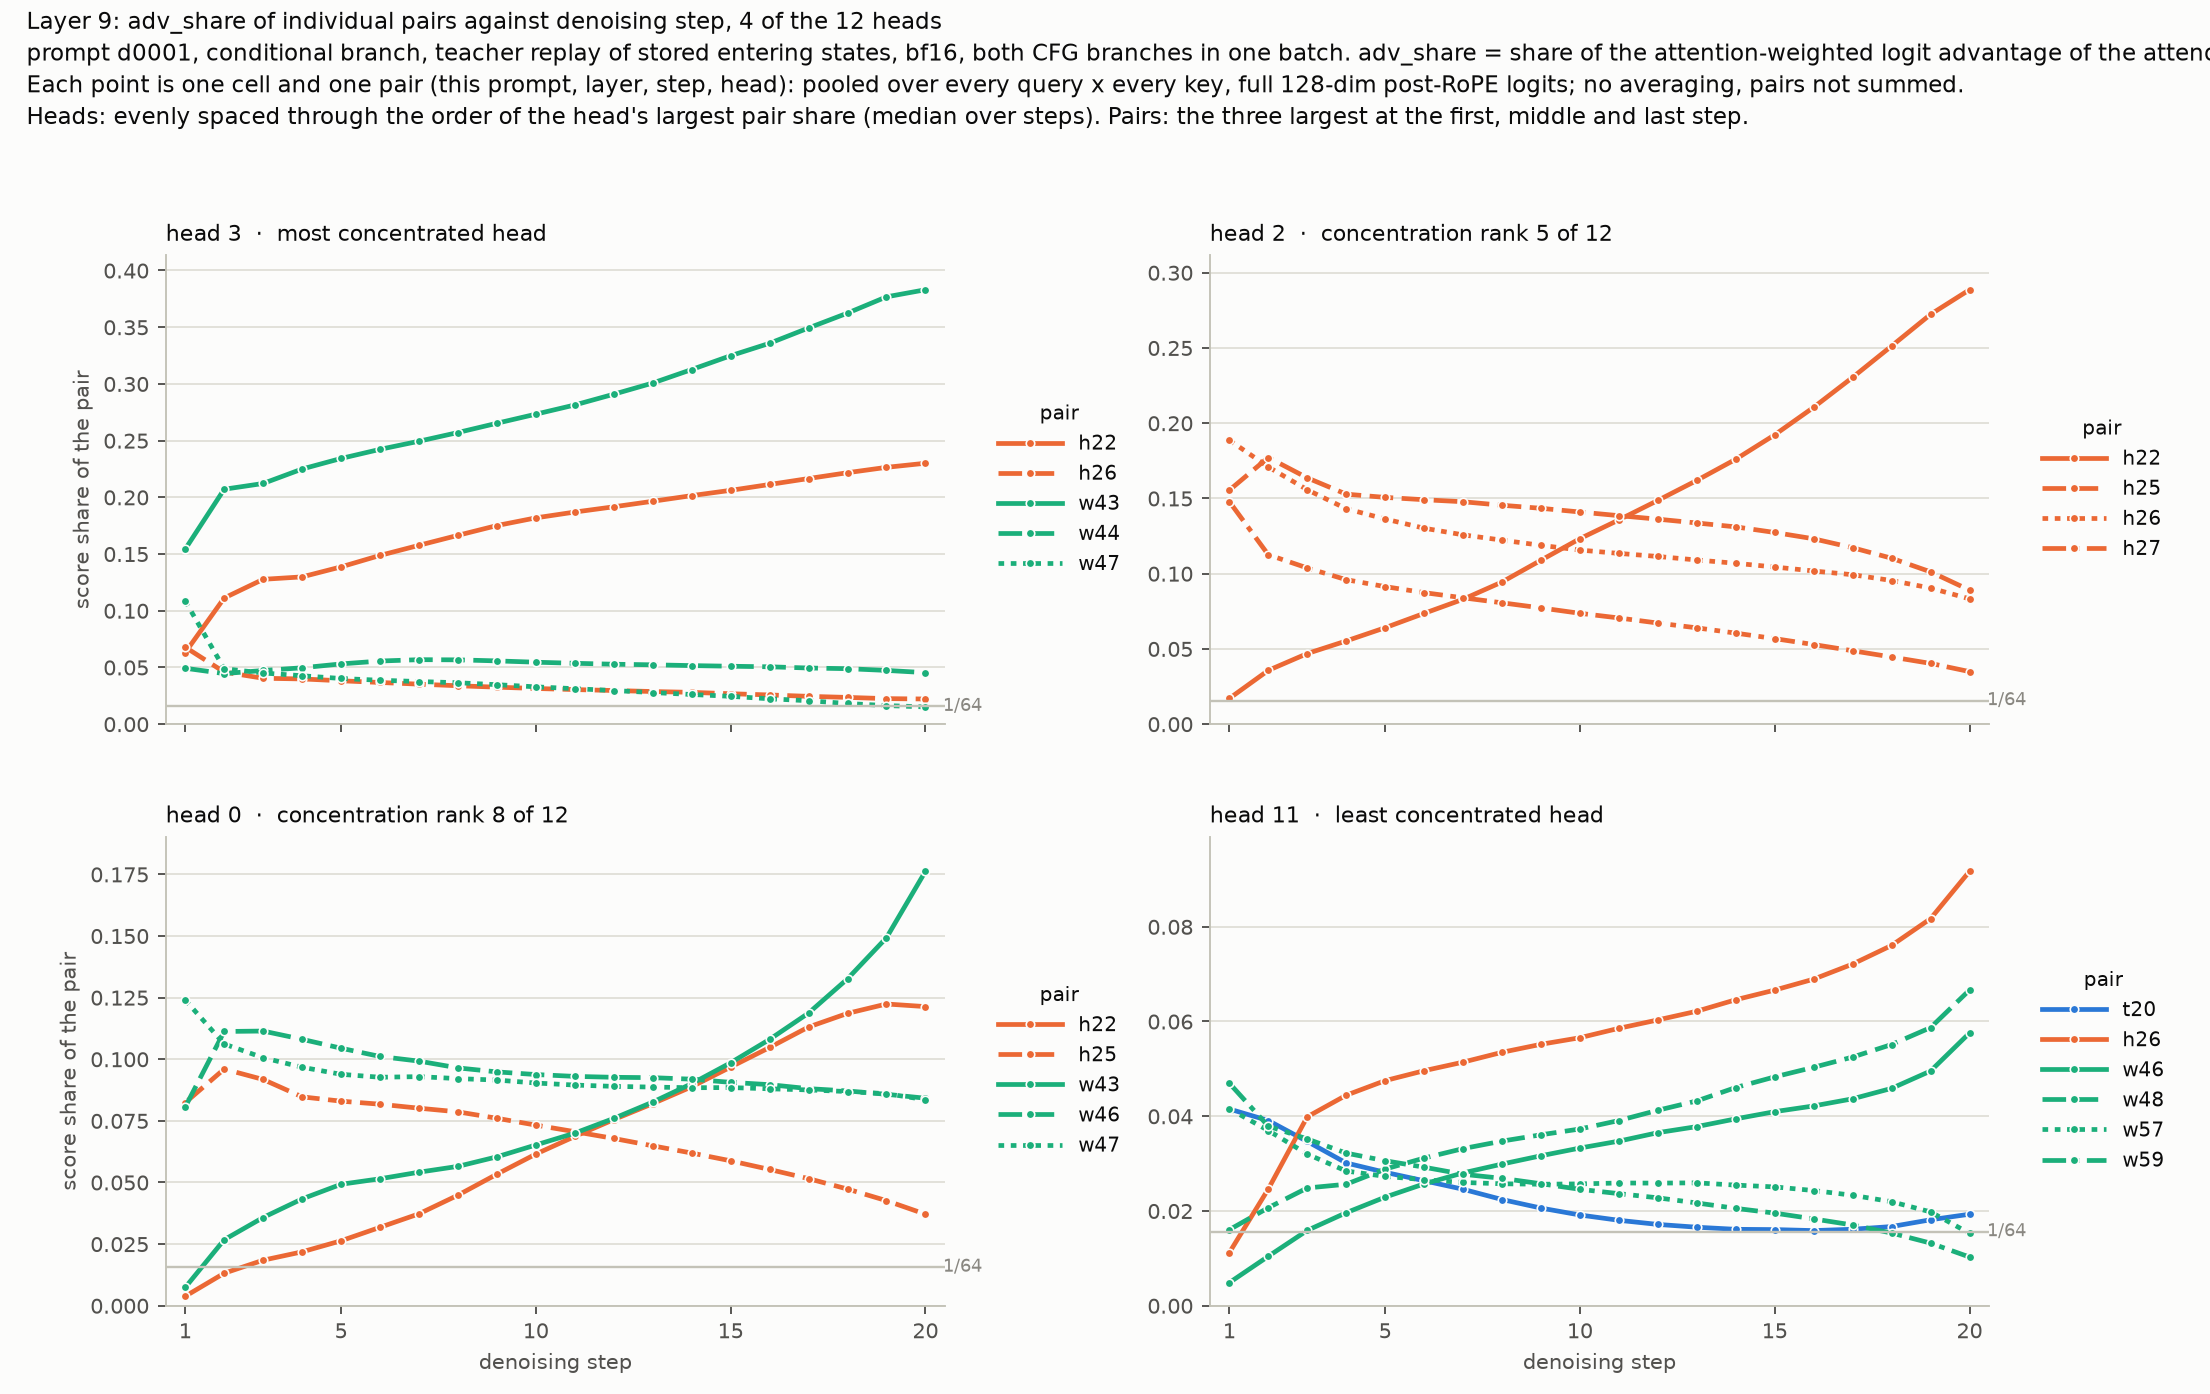 Layer 9: adv_share of individual pairs against denoising step, 4 of the 12 heads
prompt d0001, conditional branch, teacher replay of stored entering states, bf16, both CFG branches in one batch. adv_share = share of the attention-weighted logit advantage of the
Each point is one cell and one pair (this prompt, layer, step, head): pooled over every query x every key, full 128-dim post-RoPE logits; no averaging, pairs not summed.
Heads: evenly spaced through the order of the head's largest pair share (median over steps). Pairs: the three largest at the first, middle and last step.
head 3 · most concentrated head
score share of the pair
0.40
0.35
0.30
0.25
0.20
0.15
0.10
0.05
0.00
1/64
pair
h22
h26
w43
w44
w47
head 2 · concentration rank 5 of 12
0.30
0.25
0.20
0.15
0.10
0.05
0.00
1/64
pair
h22
h25
h26
h27
head 0 · concentration rank 8 of 12
score share of the pair
0.175
0.150
0.125
0.100
0.075
0.050
0.025
0.000
1/64
1 5 10 15 20
denoising step
pair
h22
h25
w43
w46
w47
head 11 · least concentrated head
0.08
0.06
0.04
0.02
0.00
1/64
1 5 10 15 20
denoising step
pair
t20
h26
w46
w48
w57
w59